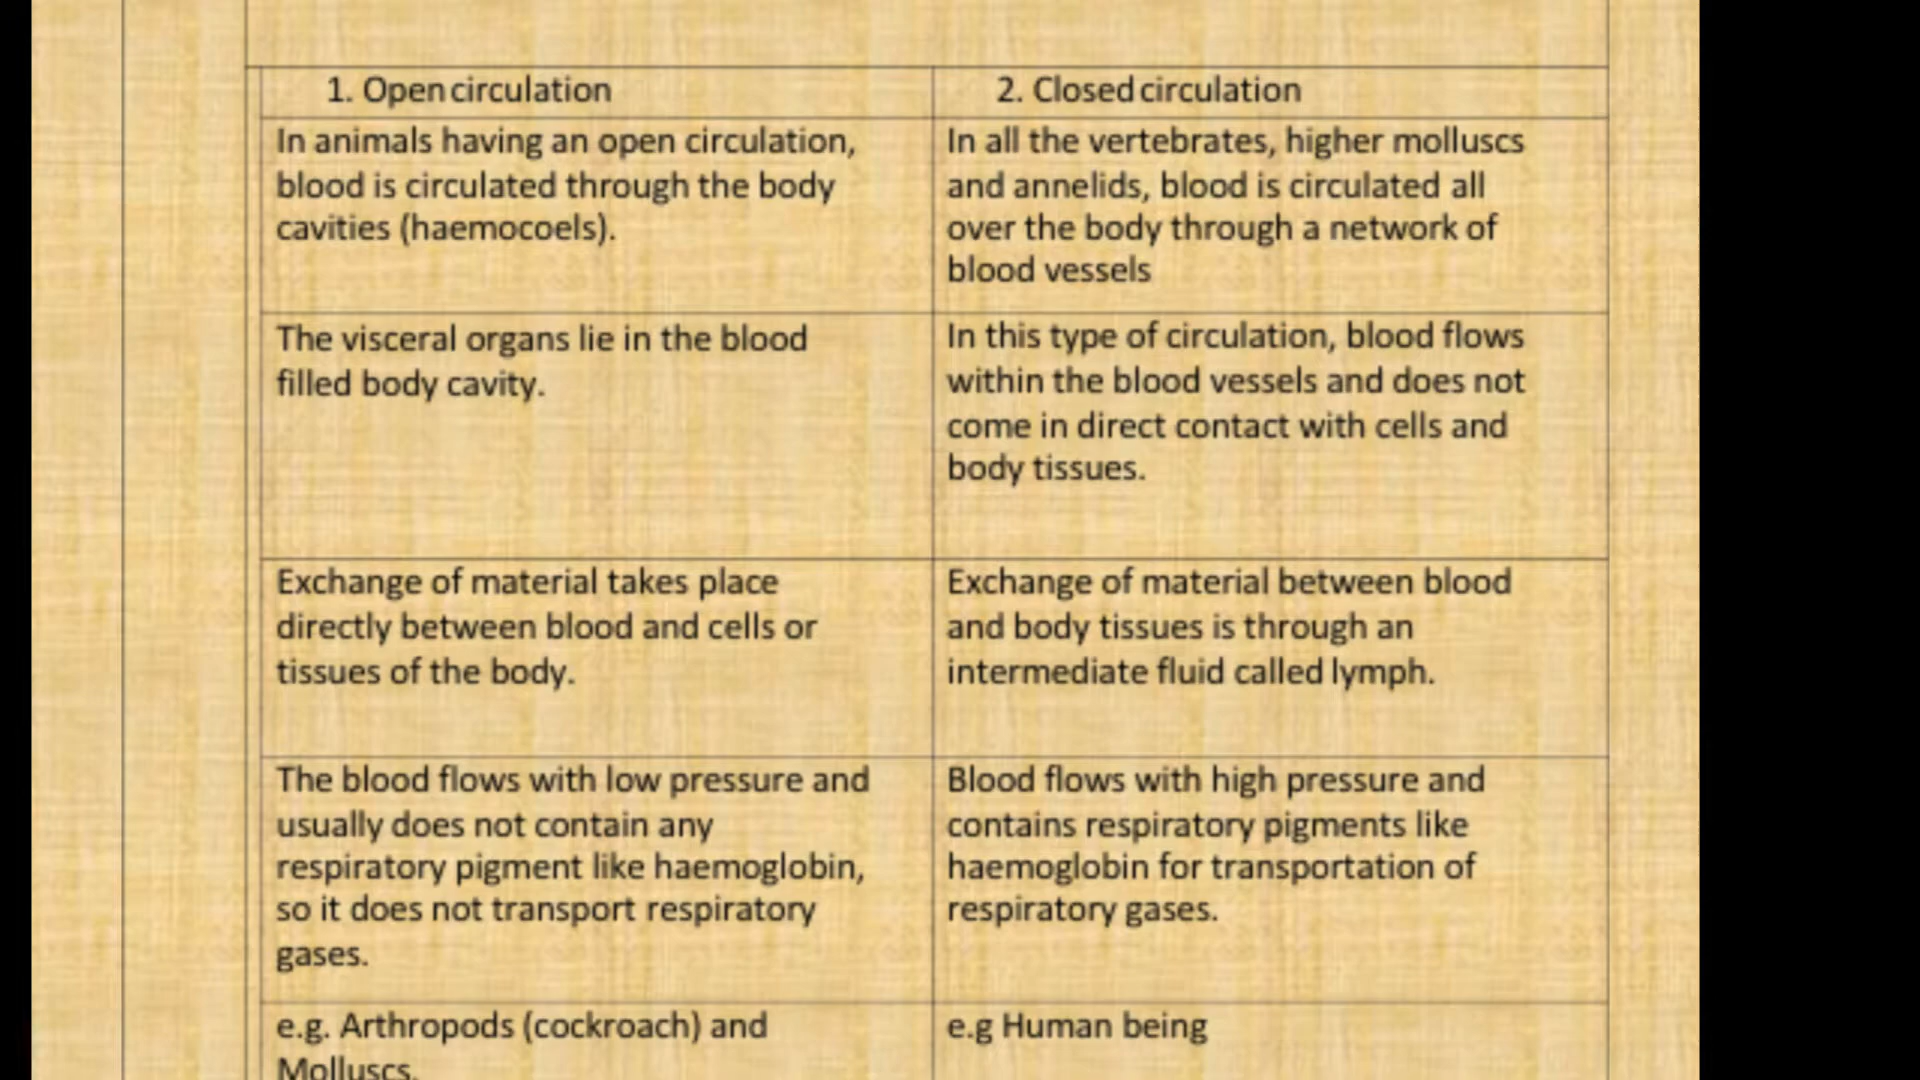 1. Open circulation
2. Closed circulation
In animals having an open circulation,
blood is circulated through the body
cavities (haemocoels).
In all the vertebrates, higher molluscs
and annelids, blood is circulated all
over the body through a network of
blood vessels
The visceral organs lie in the blood
filled body cavity.
In this type of circulation, blood flows
within the blood vessels and does not
come in direct contact with cells and
body tissues.
Exchange of material takes place
directly between blood and cells or
tissues of the body.
Exchange of material between blood
and body tissues is through an
intermediate fluid called lymph.
The blood flows with low pressure and
usually does not contain any
respiratory pigment like haemoglobin,
so it does not transport respiratory
gases.
Blood flows with high pressure and
contains respiratory pigments like
haemoglobin for transportation of
respiratory gases.
e.g. Arthropods (cockroach) and
Molluscs.
e.g Human being